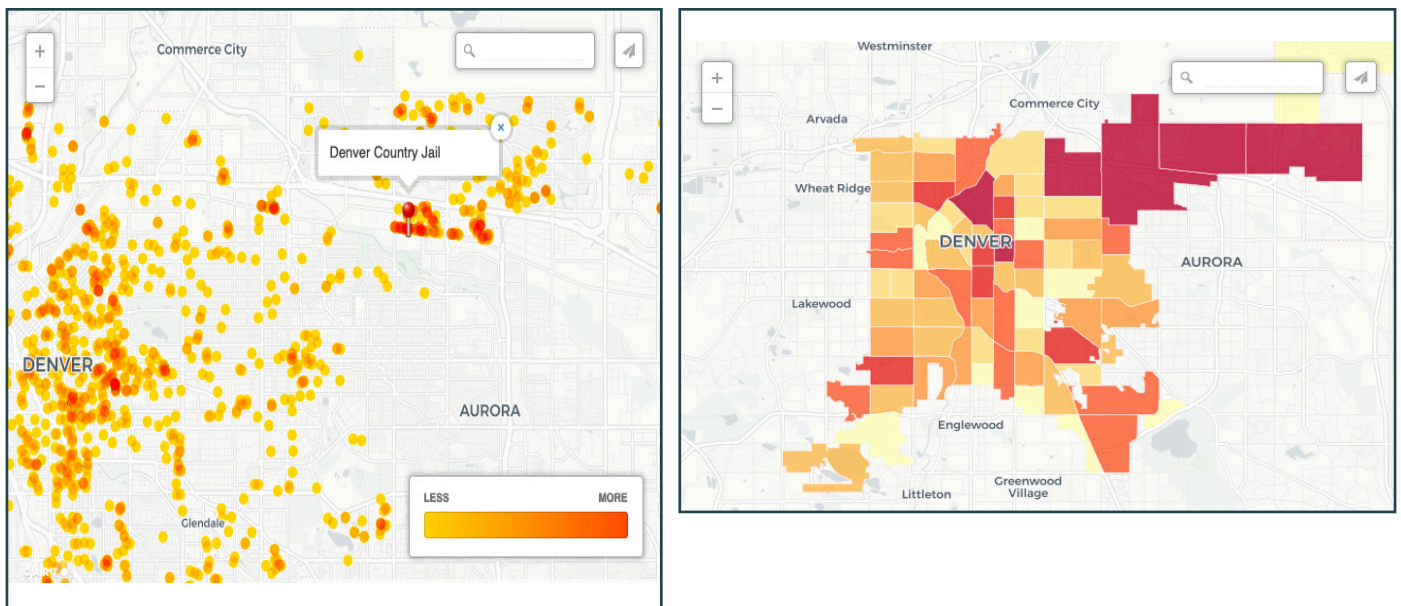 Commerce City
Denver Country Jail
x
DENVER
AURORA
Glendale
LESS
MORE
+
−
Westminster
Commerce City
Arvada
Wheat Ridge
DENVER
AURORA
Lakewood
Englewood
Greenwood
Village
Littleton
+
−